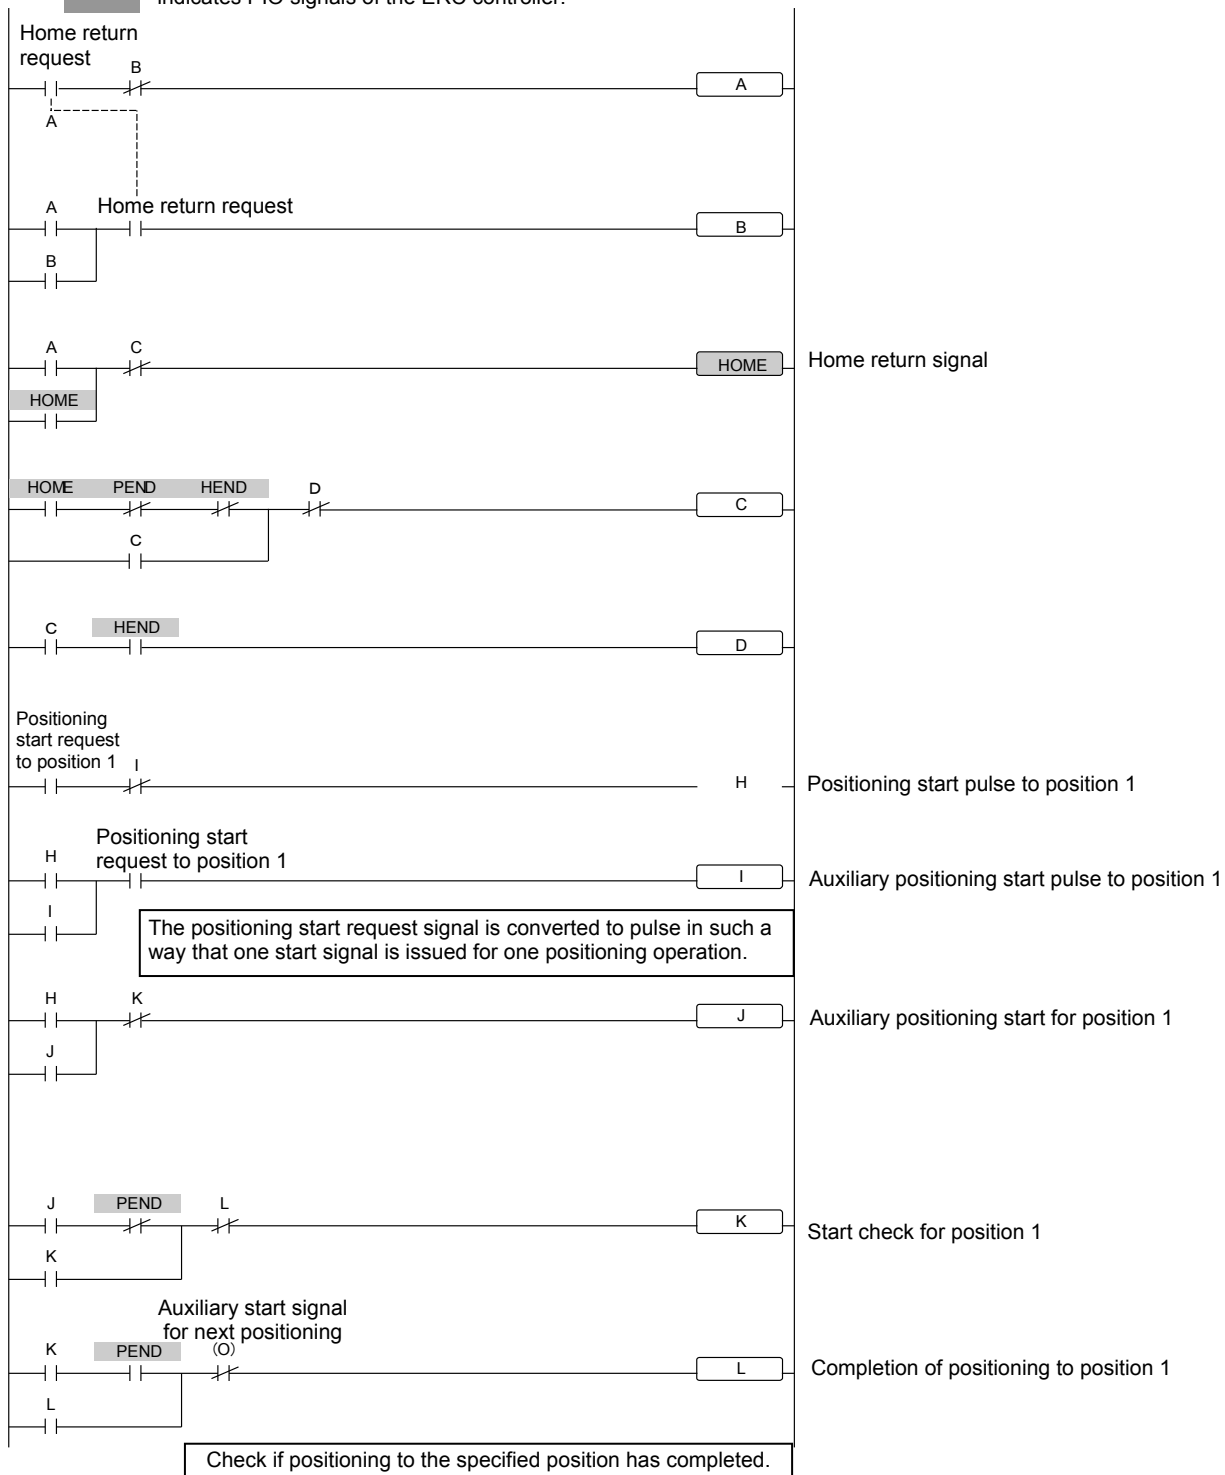 indicates PIO signals of the ERC controller.
Home return
request
B
A
A
A
Home return request
B
B
A
C
HOME
Home return signal
HOME
HOME
PEND
HEND
D
C
C
C
HEND
D
Positioning
start request
to position 1
I
H
Positioning start pulse to position 1
Positioning start
request to position 1
H
I
Auxiliary positioning start pulse to position 1
I
The positioning start request signal is converted to pulse in such a
way that one start signal is issued for one positioning operation.
H
K
J
Auxiliary positioning start for position 1
J
J
PEND
L
K
Start check for position 1
K
Auxiliary start signal
for next positioning
K
PEND
(O)
L
Completion of positioning to position 1
L
Check if positioning to the specified position has completed.